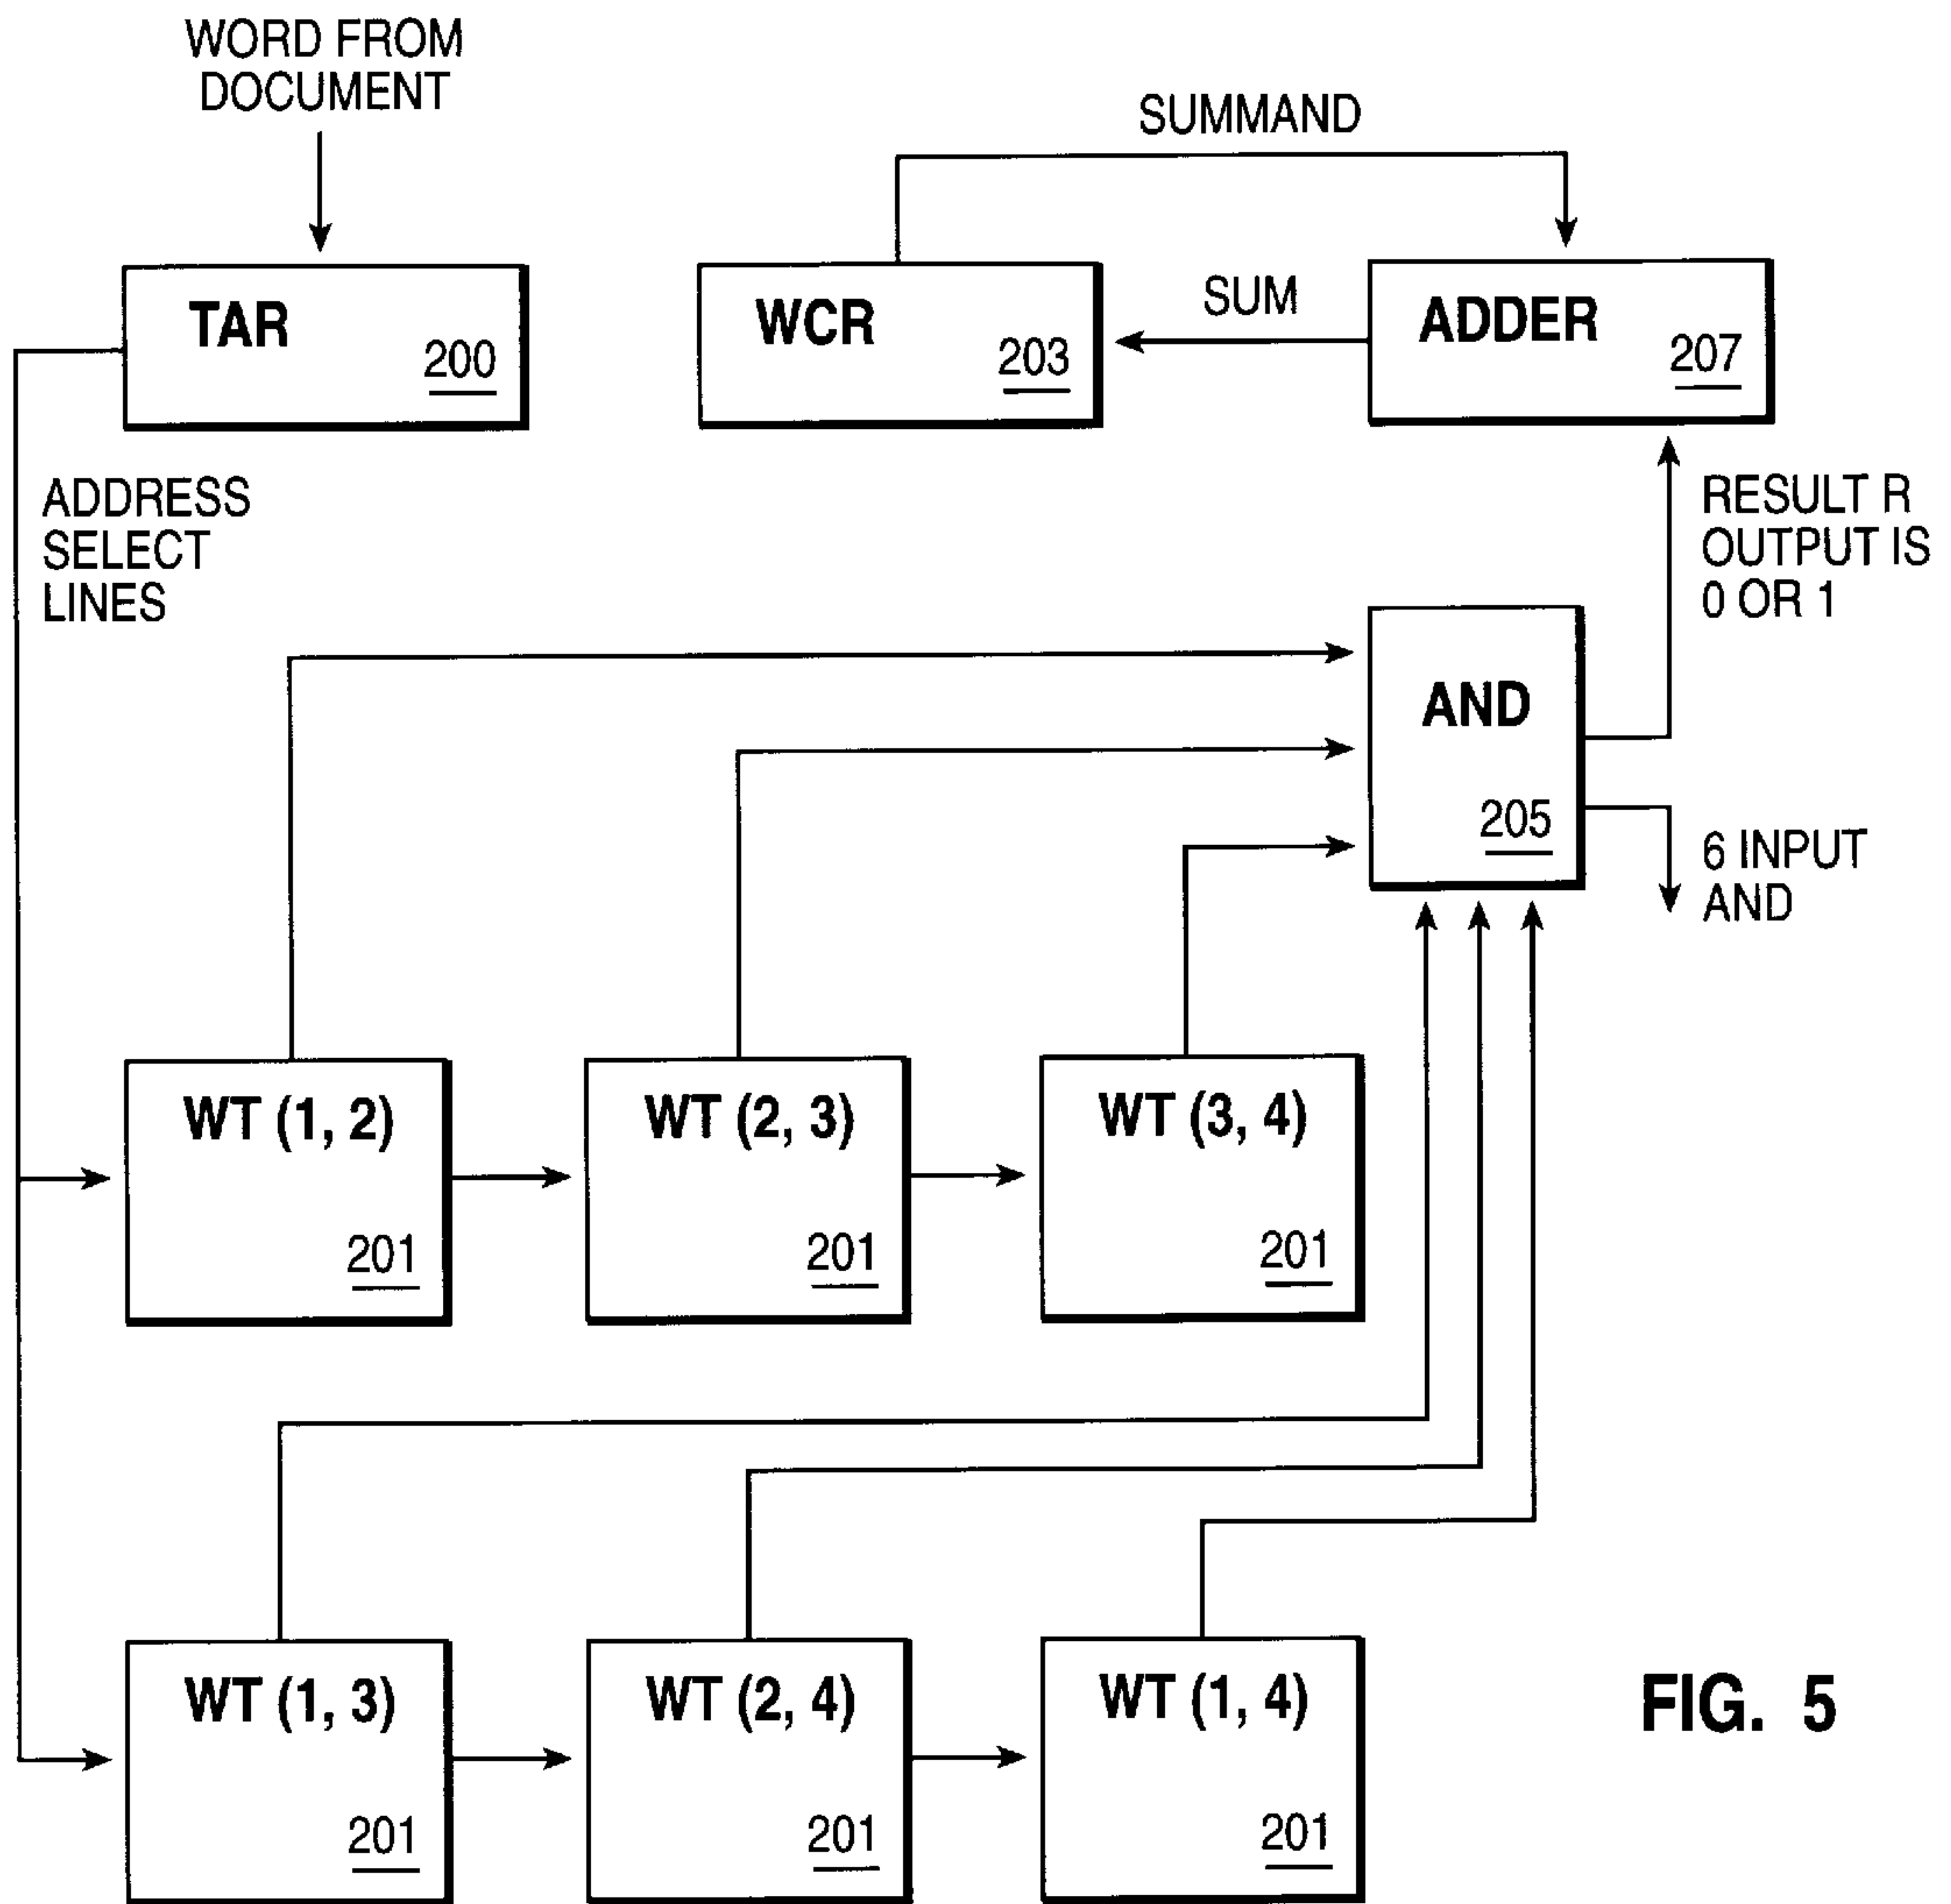 WORD FROM
DOCUMENT
SUMMAND
TAR
200
WCR
203
SUM
ADDER
207
ADDRESS
SELECT
LINES
RESULT R
OUTPUT IS
0 OR 1
AND
205
6 INPUT
AND
WT (1, 2)
201
WT (2, 3)
201
WT (3, 4)
201
WT (1, 3)
201
WT (2, 4)
201
WT (1, 4)
201
FIG. 5